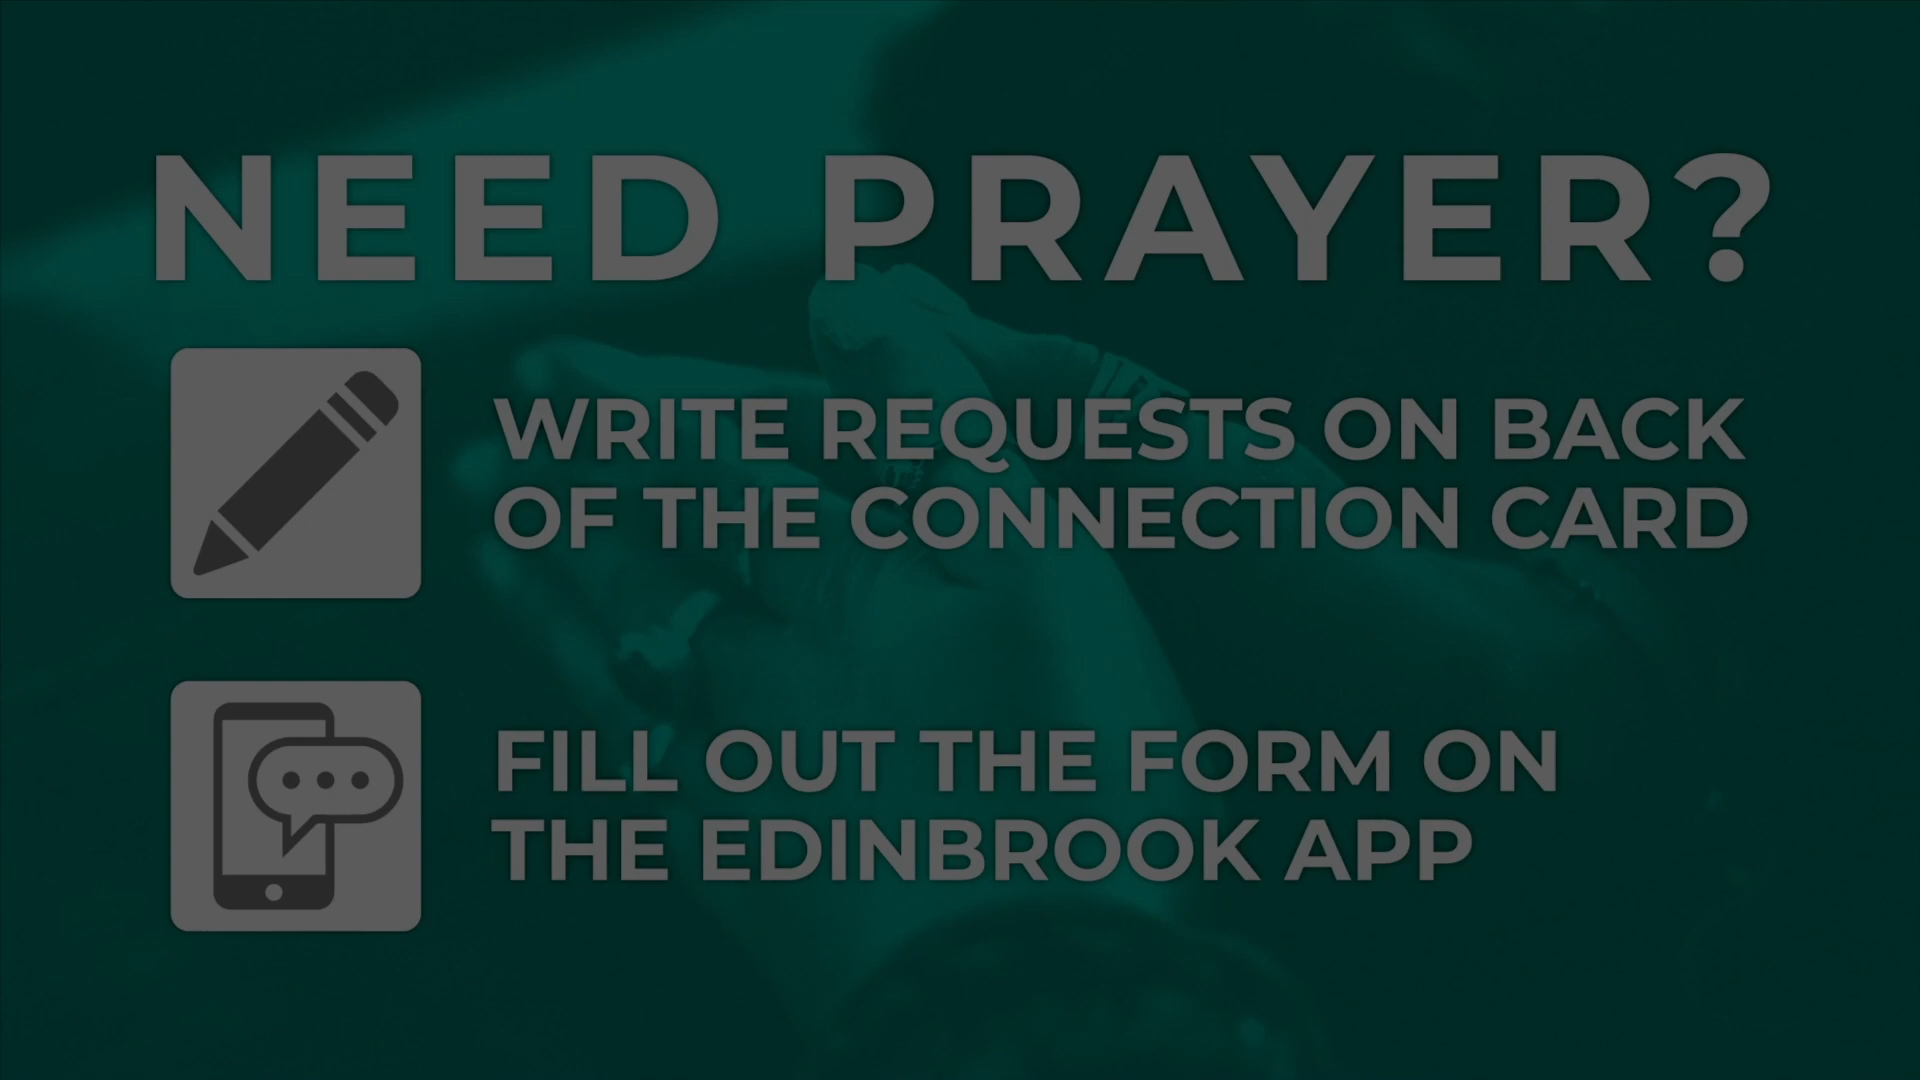 NEED PRAYER?
WRITE REQUESTS ON BACK
OF THE CONNECTION CARD
FILL OUT THE FORM ON
THE EDINBROOK APP